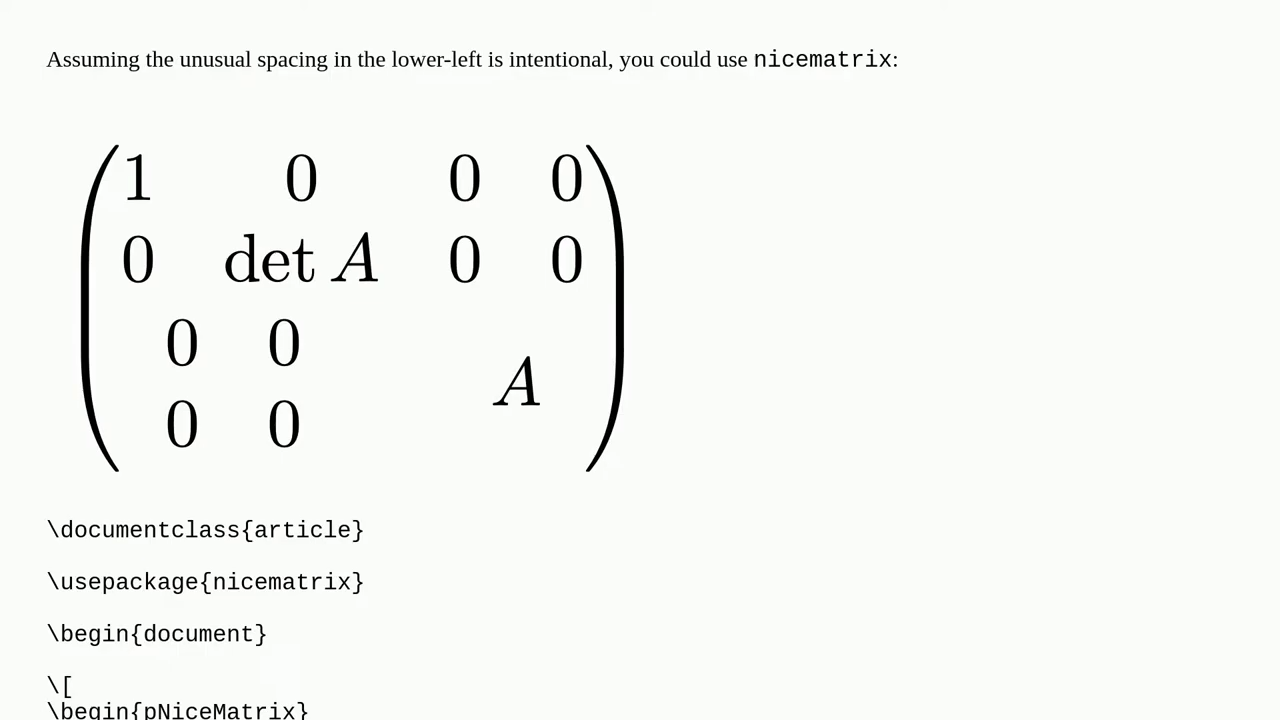 Assuming the unusual spacing in the lower-left is intentional, you could use nicematrix:
1 0 0 0
0 det A 0 0
0 0
A
0 0
\documentclass{article}
\usepackage{nicematrix}
\begin{document}
\[
\begin{pNiceMatrix}